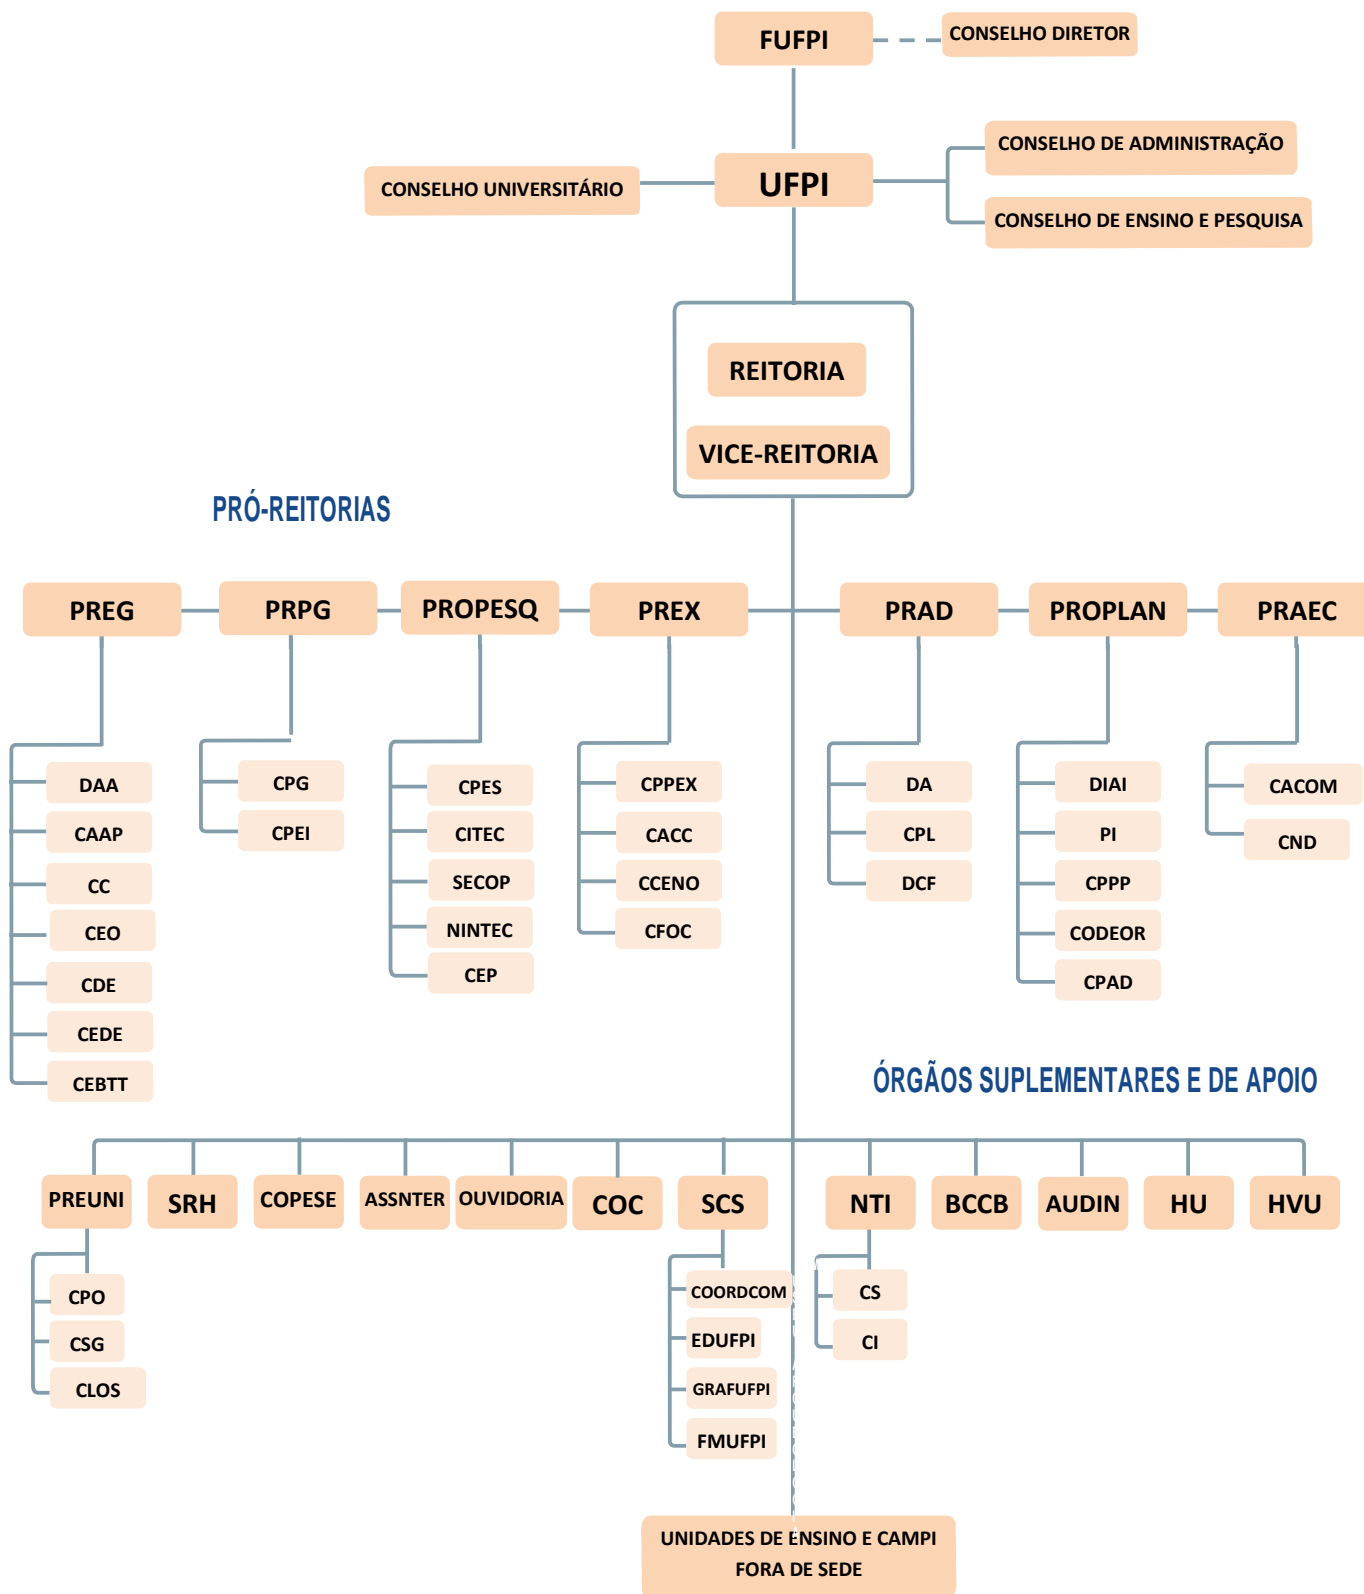 FUFPI
CONSELHO DIRETOR
CONSELHO DE ADMINISTRAÇÃO
CONSELHO UNIVERSITÁRIO
UFPI
CONSELHO DE ENSINO E PESQUISA
REITORIA
VICE-REITORIA
PRÓ-REITORIAS
PREG
PRPG
PROPESQ
PREX
PRAD
PROPLAN
PRAEC
DAA
CAAP
CC
CEO
CDE
CEDE
CEBTT
CPG
CPEI
CPES
CITEC
SECOP
NINTEC
CEP
CPPEX
CACC
CCENO
CFOC
DA
CPL
DCF
DIAI
PI
CPPP
CODEOR
CPAD
CACOM
CND
ÓRGÃOS SUPLEMENTARES E DE APOIO
PREUNI
SRH
COPESE
ASSNTER
OUVIDORIA
COC
SCS
NTI
BCCB
AUDIN
HU
HVU
CPO
CSG
CLOS
COORDCOM
EDUFPI
GRAFUFPI
FMUFPI
CS
CI
UNIDADES DE ENSINO E CAMPI
FORA DE SEDE